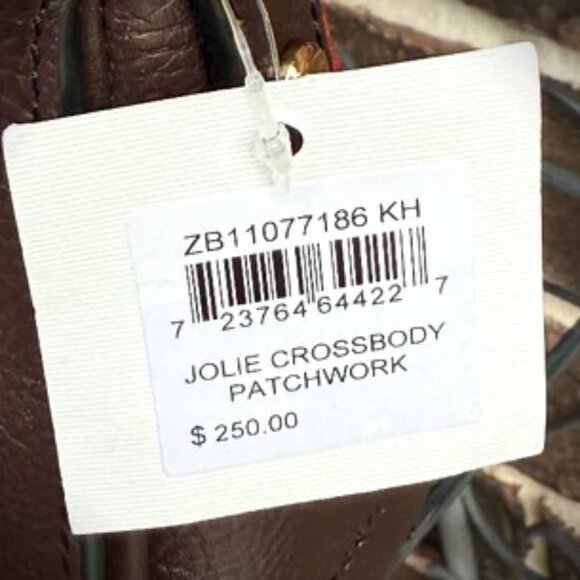 ZB11077186 KH
7 23764 64422 7
JOLIE CROSSBODY
PATCHWORK
$ 250.00